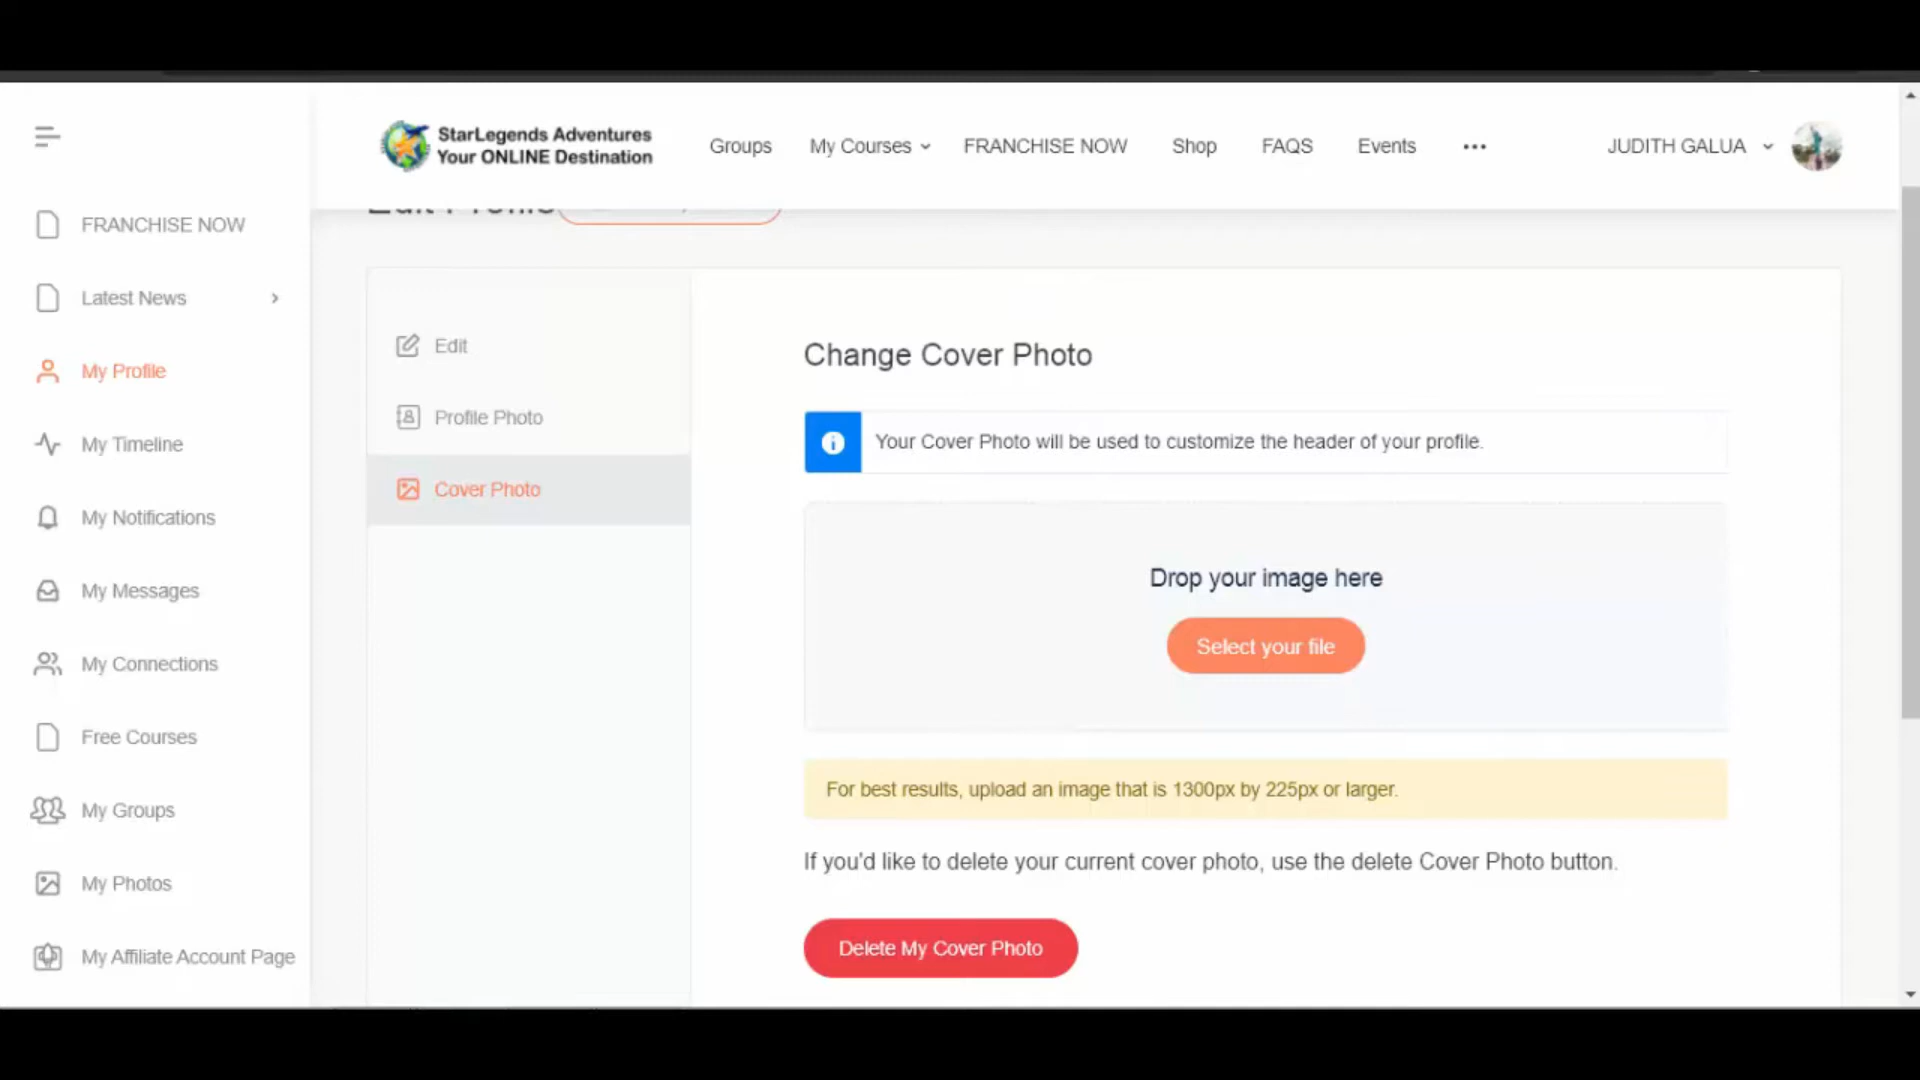 StarLegends Adventures
Your ONLINE Destination
Groups
My Courses
FRANCHISE NOW
Shop
FAQS
Events
JUDITH GALUA
FRANCHISE NOW
Latest News
My Profile
My Timeline
My Notifications
My Messages
My Connections
Free Courses
My Groups
My Photos
My Affiliate Account Page
Edit Profile
Edit
Profile Photo
Cover Photo
Change Cover Photo
Your Cover Photo will be used to customize the header of your profile.
Drop your image here
Select your file
For best results, upload an image that is 1300px by 225px or larger.
If you'd like to delete your current cover photo, use the delete Cover Photo button.
Delete My Cover Photo